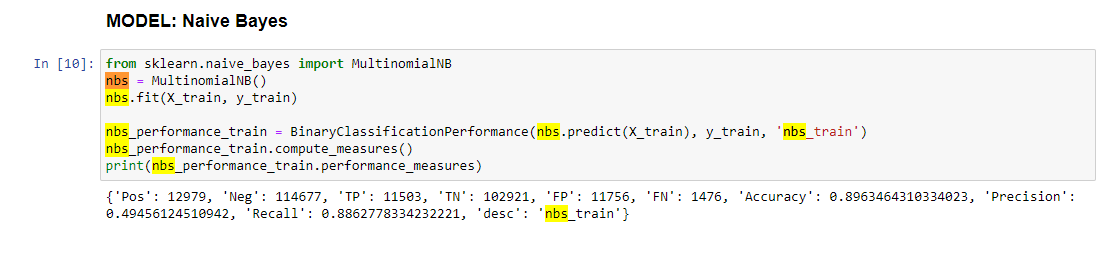 MODEL: Naive Bayes
In [10]:
from sklearn.naive_bayes import MultinomialNB
nbs = MultinomialNB()
nbs.fit(X_train, y_train)
nbs_performance_train = BinaryClassificationPerformance(nbs.predict(X_train), y_train, 'nbs_train')
nbs_performance_train.compute_measures()
print(nbs_performance_train.performance_measures)
{'Pos': 12979, 'Neg': 114677, 'TP': 11503, 'TN': 102921, 'FP': 11756, 'FN': 1476, 'Accuracy': 0.8963464310334023, 'Precision':
0.49456124510942, 'Recall': 0.8862778334232221, 'desc': 'nbs_train'}